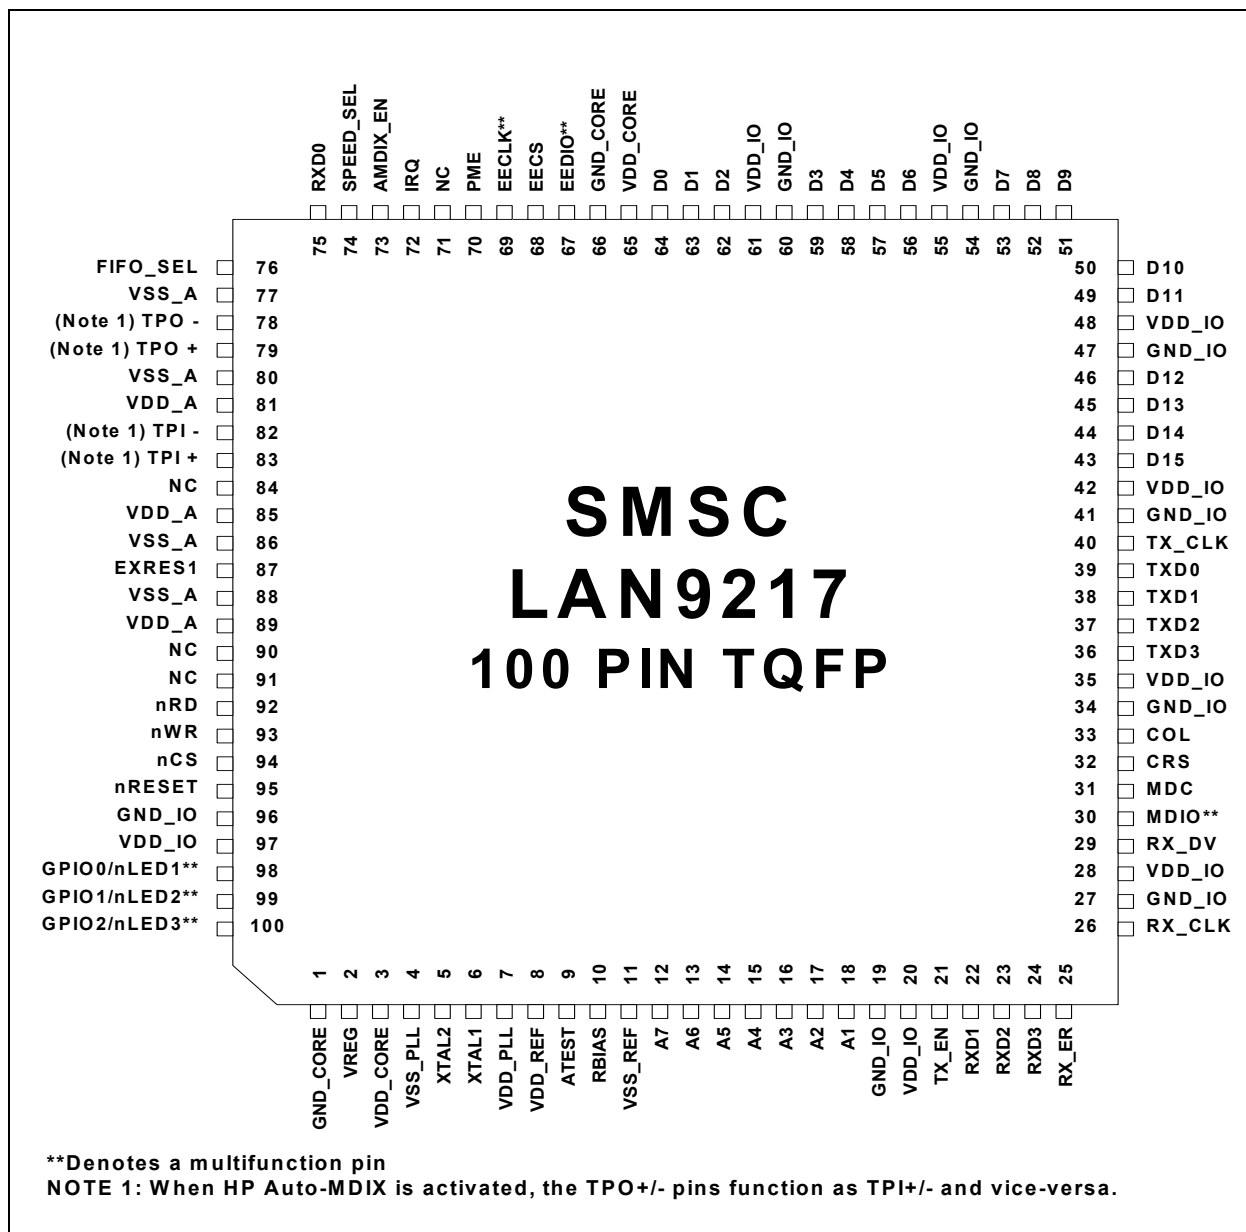 RXD0
SPEED_SEL
AMDIX_EN
IRQ
NC
PME
EECLK**
EECS
EEDIO**
GND_CORE
VDD_CORE
D0
D1
D2
VDD_IO
GND_IO
D3
D4
D5
D6
VDD_IO
GND_IO
D7
D8
D9
75
74
73
72
71
70
69
68
67
66
65
64
63
62
61
60
59
58
57
56
55
54
53
52
51
FIFO_SEL 76
VSS_A 77
(Note 1) TPO - 78
(Note 1) TPO + 79
VSS_A 80
VDD_A 81
(Note 1) TPI - 82
(Note 1) TPI + 83
NC 84
VDD_A 85
VSS_A 86
EXRES1 87
VSS_A 88
VDD_A 89
NC 90
NC 91
nRD 92
nWR 93
nCS 94
nRESET 95
GND_IO 96
VDD_IO 97
GPIO0/nLED1** 98
GPIO1/nLED2** 99
GPIO2/nLED3** 100
SMSC
LAN9217
100 PIN TQFP
50 D10
49 D11
48 VDD_IO
47 GND_IO
46 D12
45 D13
44 D14
43 D15
42 VDD_IO
41 GND_IO
40 TX_CLK
39 TXD0
38 TXD1
37 TXD2
36 TXD3
35 VDD_IO
34 GND_IO
33 COL
32 CRS
31 MDC
30 MDIO**
29 RX_DV
28 VDD_IO
27 GND_IO
26 RX_CLK
1
2
3
4
5
6
7
8
9
10
11
12
13
14
15
16
17
18
19
20
21
22
23
24
25
GND_CORE
VREG
VDD_CORE
VSS_PLL
XTAL2
XTAL1
VDD_PLL
VDD_REF
ATEST
RBIAS
VSS_REF
A7
A6
A5
A4
A3
A2
A1
GND_IO
VDD_IO
TX_EN
RXD1
RXD2
RXD3
RX_ER
**Denotes a multifunction pin
NOTE 1: When HP Auto-MDIX is activated, the TPO+/- pins function as TPI+/- and vice-versa.